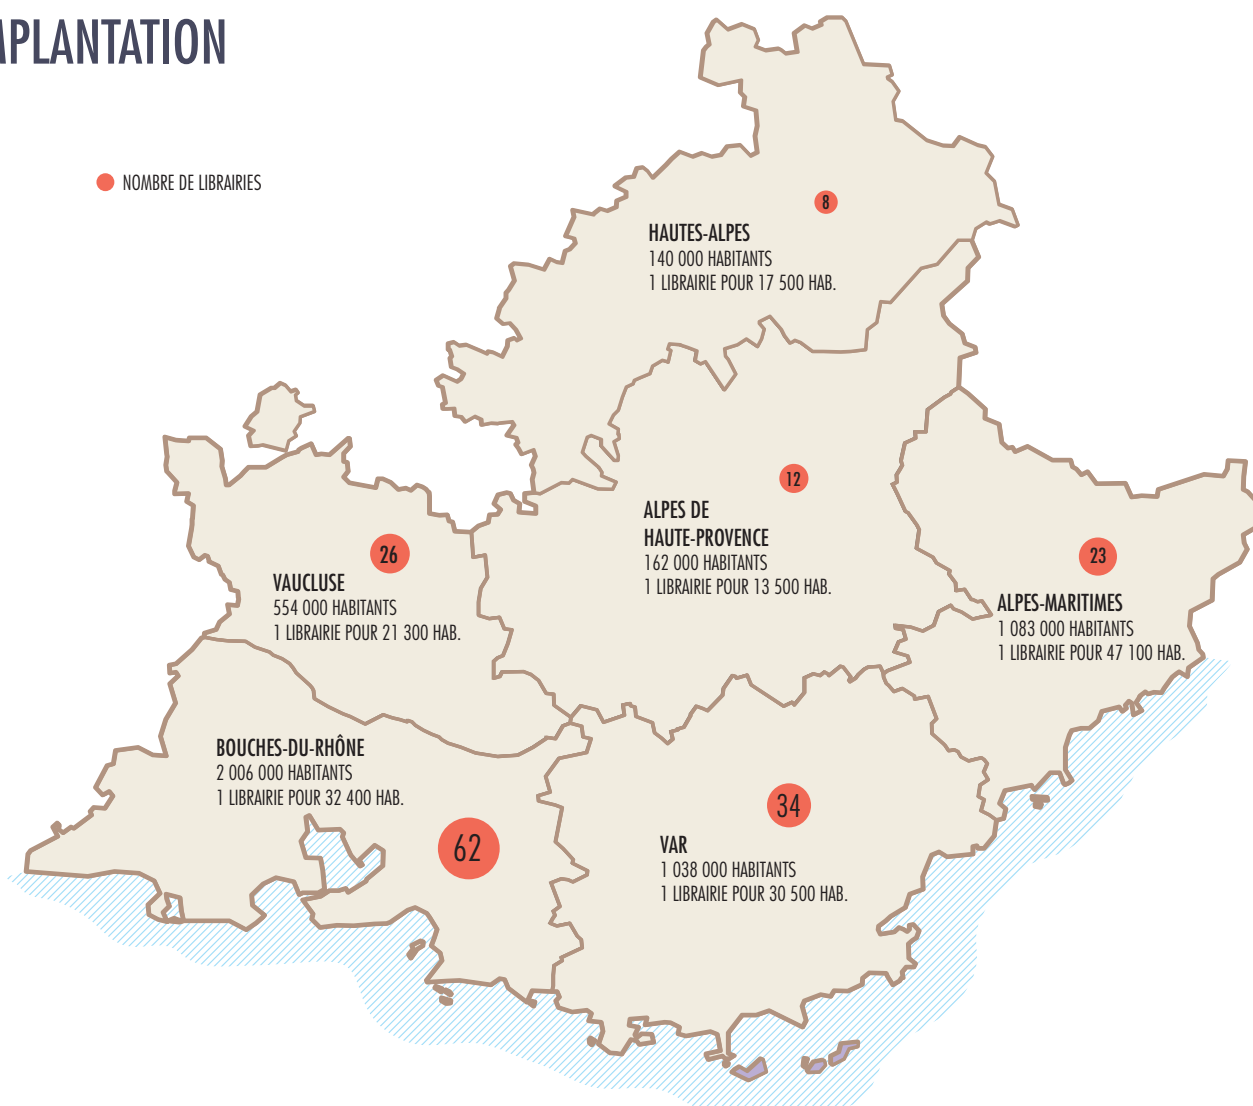 MPLANTATION
NOMBRE DE LIBRAIRIES
8
HAUTES-ALPES
140 000 HABITANTS
1 LIBRAIRIE POUR 17 500 HAB.
12
ALPES DE
HAUTE-PROVENCE
162 000 HABITANTS
1 LIBRAIRIE POUR 13 500 HAB.
26
VAUCLUSE
554 000 HABITANTS
1 LIBRAIRIE POUR 21 300 HAB.
23
ALPES-MARITIMES
1 083 000 HABITANTS
1 LIBRAIRIE POUR 47 100 HAB.
BOUCHES-DU-RHÔNE
2 006 000 HABITANTS
1 LIBRAIRIE POUR 32 400 HAB.
62
34
VAR
1 038 000 HABITANTS
1 LIBRAIRIE POUR 30 500 HAB.